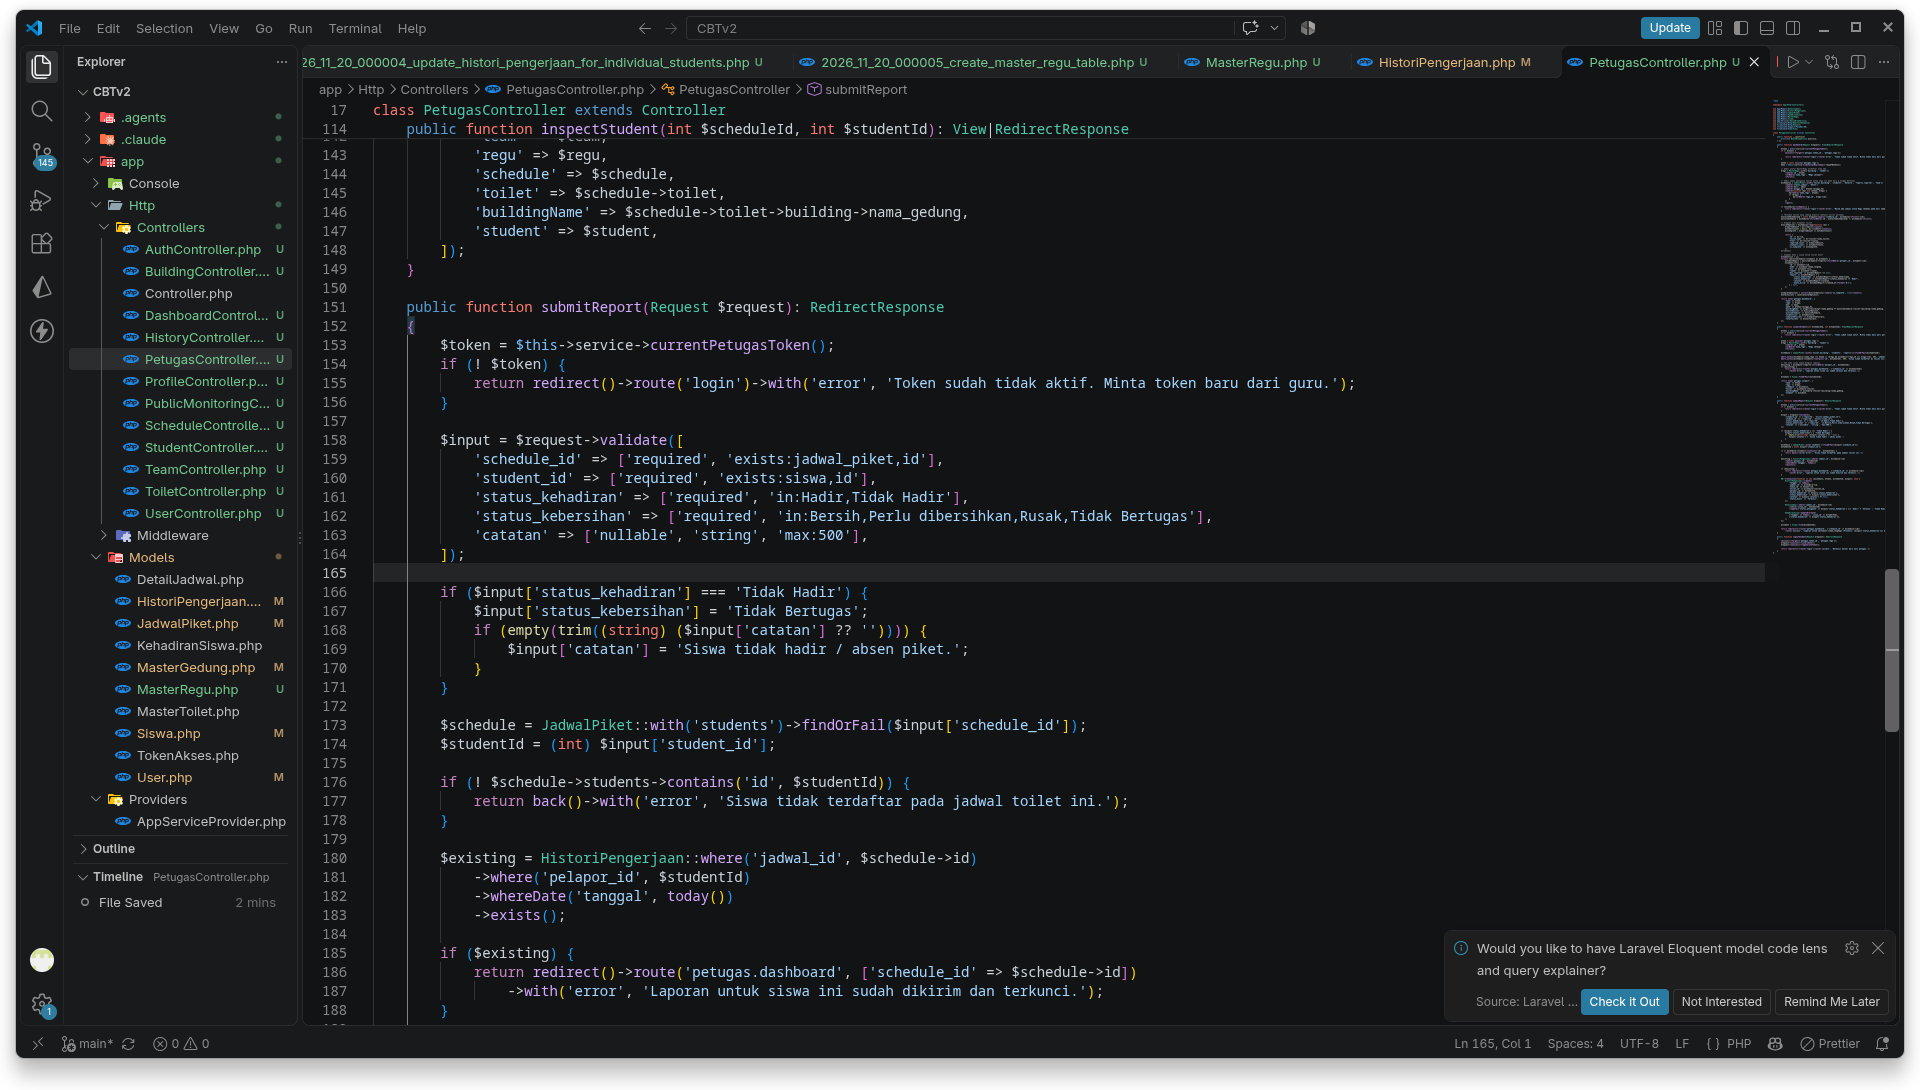 File Edit Selection View Go Run Terminal Help
CBTv2
Update
Explorer
CBTv2
.agents
.claude
app
Console
Http
Controllers
AuthController.php U
BuildingController.... U
Controller.php
DashboardControl... U
HistoryController.... U
PetugasController.... U
ProfileController.p... U
PublicMonitoringC... U
ScheduleControlle... U
StudentController.... U
TeamController.php U
ToiletController.php U
UserController.php U
Middleware
Models
DetailJadwal.php
HistoriPengerjaan.... M
JadwalPiket.php M
KehadiranSiswa.php
MasterGedung.php M
MasterRegu.php U
MasterToilet.php
Siswa.php M
TokenAkses.php
User.php M
Providers
AppServiceProvider.php
Outline
Timeline PetugasController.php
File Saved 2 mins
145
1
26_11_20_000004_update_histori_pengerjaan_for_individual_students.php U
2026_11_20_000005_create_master_regu_table.php U
MasterRegu.php U
HistoriPengerjaan.php M
PetugasController.php U
app > Http > Controllers > PetugasController.php > PetugasController > submitReport
17 class PetugasController extends Controller
114 public function inspectStudent(int $scheduleId, int $studentId): View|RedirectResponse
143 'regu' => $regu,
144 'schedule' => $schedule,
145 'toilet' => $schedule->toilet,
146 'buildingName' => $schedule->toilet->building->nama_gedung,
147 'student' => $student,
148 ]);
149 }
150
151 public function submitReport(Request $request): RedirectResponse
152 {
153 $token = $this->service->currentPetugasToken();
154 if (! $token) {
155 return redirect()->route('login')->with('error', 'Token sudah tidak aktif. Minta token baru dari guru.');
156 }
157
158 $input = $request->validate([
159 'schedule_id' => ['required', 'exists:jadwal_piket,id'],
160 'student_id' => ['required', 'exists:siswa,id'],
161 'status_kehadiran' => ['required', 'in:Hadir,Tidak Hadir'],
162 'status_kebersihan' => ['required', 'in:Bersih,Perlu dibersihkan,Rusak,Tidak Bertugas'],
163 'catatan' => ['nullable', 'string', 'max:500'],
164 ]);
165
166 if ($input['status_kehadiran'] === 'Tidak Hadir') {
167 $input['status_kebersihan'] = 'Tidak Bertugas';
168 if (empty(trim((string) ($input['catatan'] ?? '')))) {
169 $input['catatan'] = 'Siswa tidak hadir / absen piket.';
170 }
171 }
172
173 $schedule = JadwalPiket::with('students')->findOrFail($input['schedule_id']);
174 $studentId = (int) $input['student_id'];
175
176 if (! $schedule->students->contains('id', $studentId)) {
177 return back()->with('error', 'Siswa tidak terdaftar pada jadwal toilet ini.');
178 }
179
180 $existing = HistoriPengerjaan::where('jadwal_id', $schedule->id)
181 ->where('pelapor_id', $studentId)
182 ->whereDate('tanggal', today())
183 ->exists();
184
185 if ($existing) {
186 return redirect()->route('petugas.dashboard', ['schedule_id' => $schedule->id])
187 ->with('error', 'Laporan untuk siswa ini sudah dikirim dan terkunci.');
188 }
Would you like to have Laravel Eloquent model code lens
and query explainer?
Source: Laravel ... Check it Out Not Interested Remind Me Later
main* 0 0 Ln 165, Col 1 Spaces: 4 UTF-8 LF { } PHP Prettier